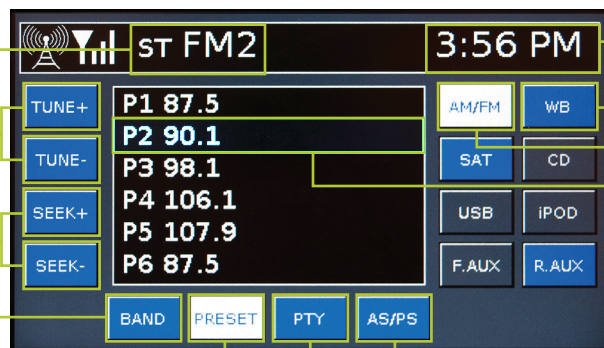 ST FM2 3:56 PM
TUNE+ P1 87.5 AM/FM WB
P2 90.1
TUNE- P3 98.1 SAT CD
SEEK+ P4 106.1 USB iPOD
P5 107.9
SEEK- P6 87.5 F.AUX R.AUX
BAND PRESET PTY AS/PS